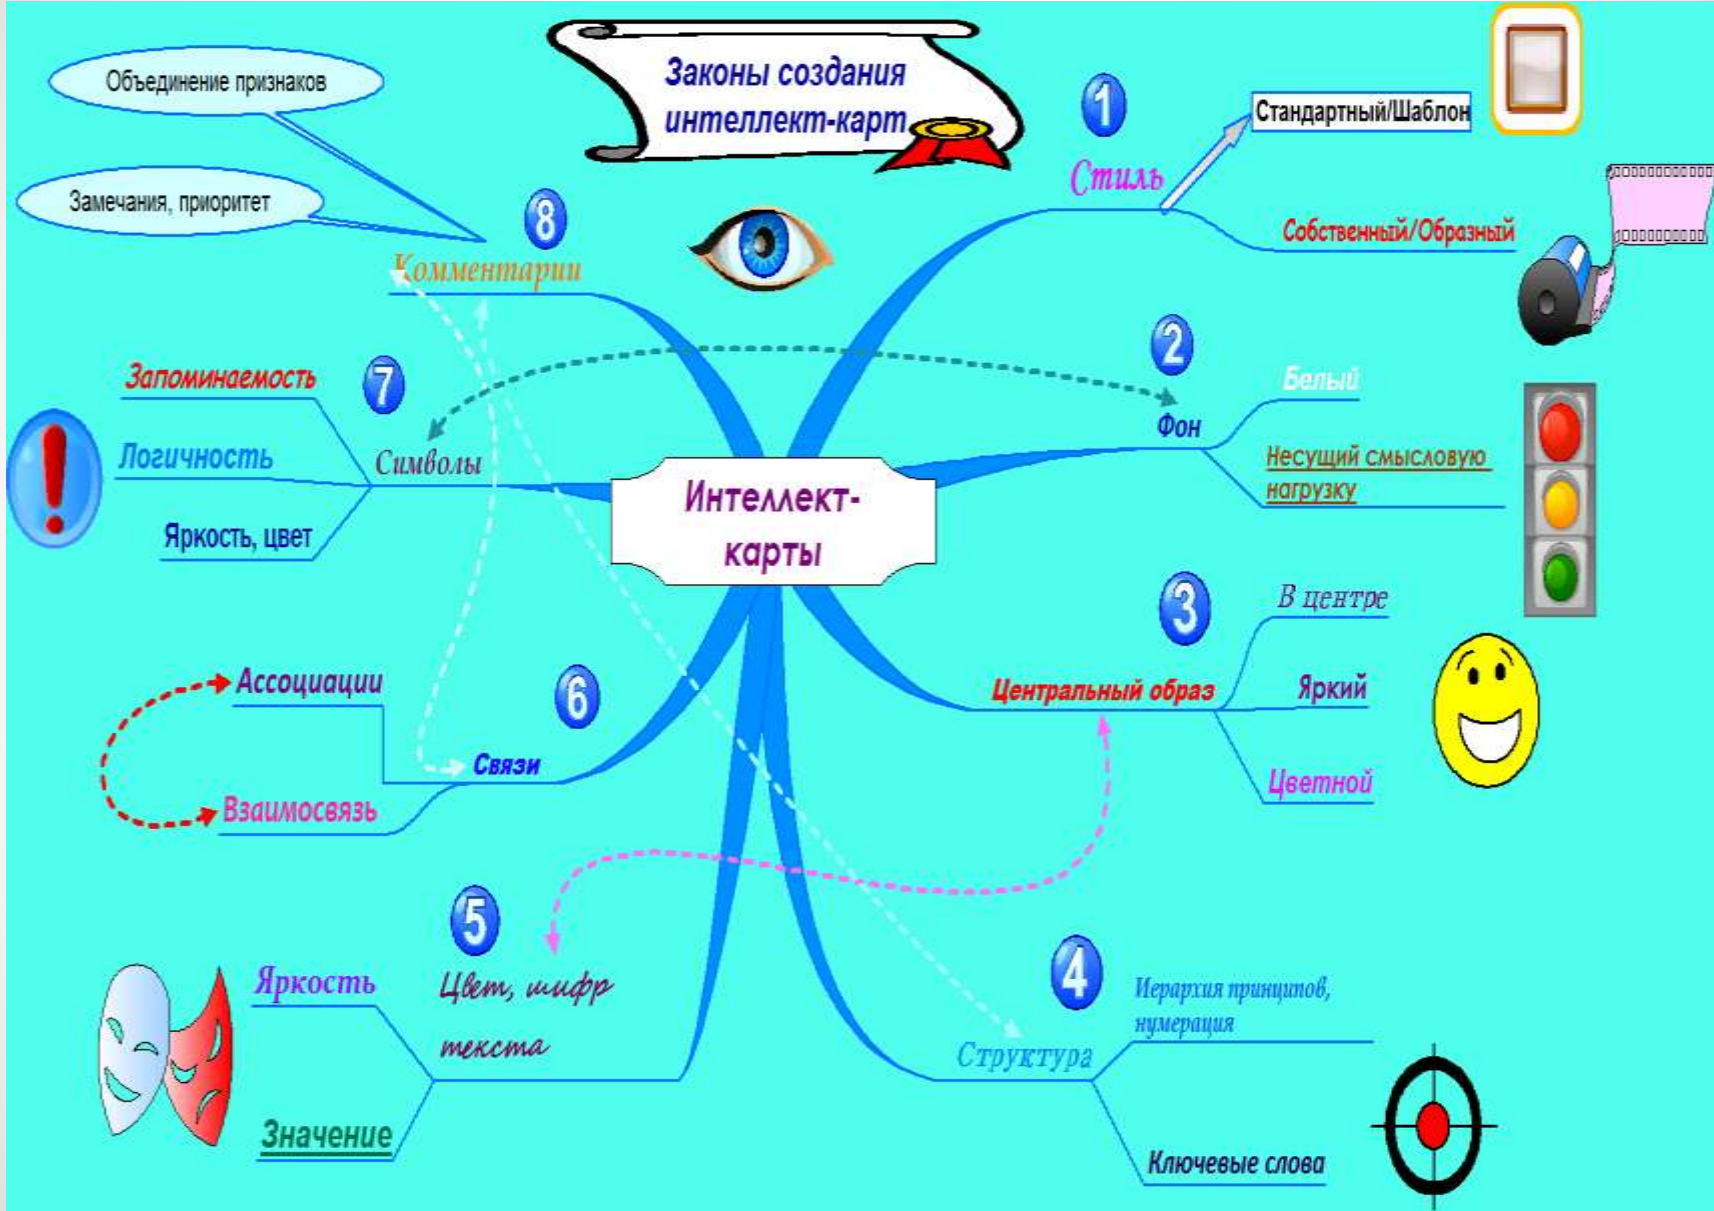 Законы создания
интеллект-карт
1
Стиль
Стандартный/Шаблон
Собственный/Образный
2
Фон
Белый
Несущий смысловую
нагрузку
3
Центральный образ
В центре
Яркий
Цветной
4
Структура
Иерархия принципов,
нумерация
Ключевые слова
5
Цвет, шифр
текста
Яркость
Значение
6
Связи
Ассоциации
Взаимосвязь
7
Символы
Запоминаемость
Логичность
Яркость, цвет
8
Комментарии
Объединение признаков
Замечания, приоритет
Интеллект-
карты